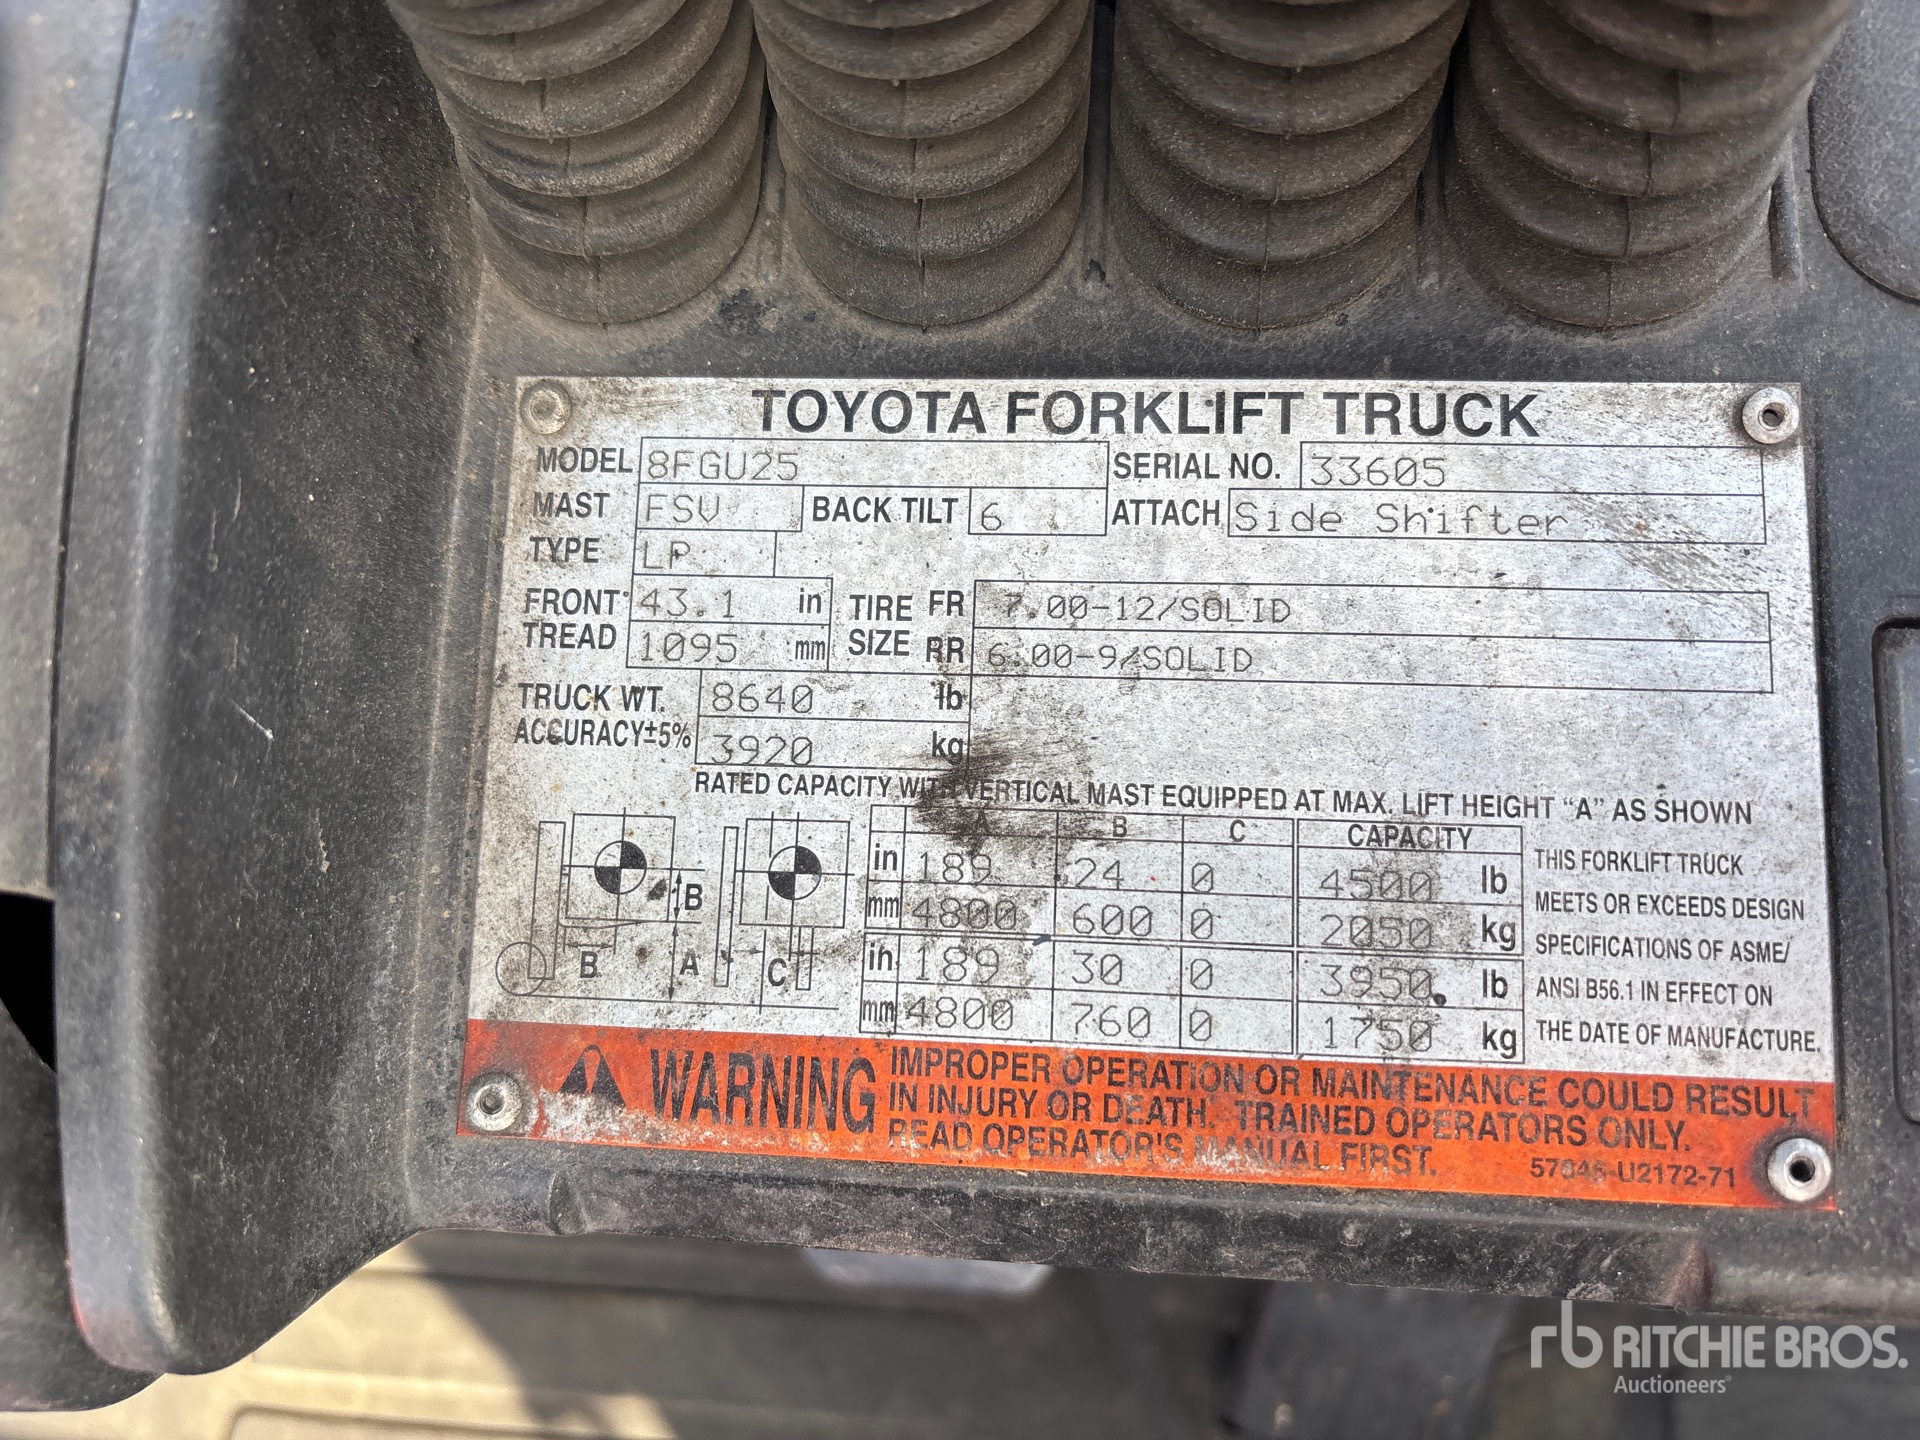 TOYOTA FORKLIFT TRUCK
MODEL 8FGU25 SERIAL NO. 33605
MAST FSV BACK TILT 6 ATTACH Side Shifter
TYPE LP
FRONT TREAD 43.1 in TIRE SIZE FR 7.00-12/SOLID
1095 mm RR 6.00-9/SOLID
TRUCK WT. 8640 lb
ACCURACY±5% 3920 kg
RATED CAPACITY WITH VERTICAL MAST EQUIPPED AT MAX. LIFT HEIGHT "A" AS SHOWN
A B C CAPACITY
in 189 24 0 4500 lb
mm 4800 600 0 2050 kg
in 189 30 0 3950 lb
mm 4800 760 0 1750 kg
B
B A C
THIS FORKLIFT TRUCK
MEETS OR EXCEEDS DESIGN
SPECIFICATIONS OF ASME/
ANSI B56.1 IN EFFECT ON
THE DATE OF MANUFACTURE.
WARNING
IMPROPER OPERATION OR MAINTENANCE COULD RESULT
IN INJURY OR DEATH. TRAINED OPERATORS ONLY.
READ OPERATOR'S MANUAL FIRST.
rb RITCHIE BROS.
Auctioneers